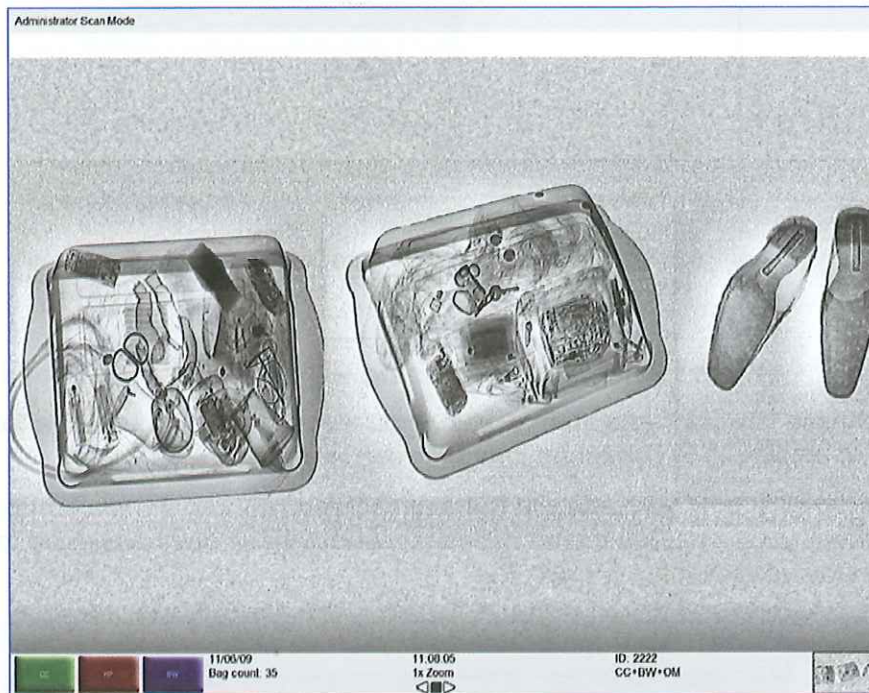 Administrator Scan Mode
11/06/09 11.08.05 ID. 2222
Bag count: 35 1x Zoom CC+BW+OM